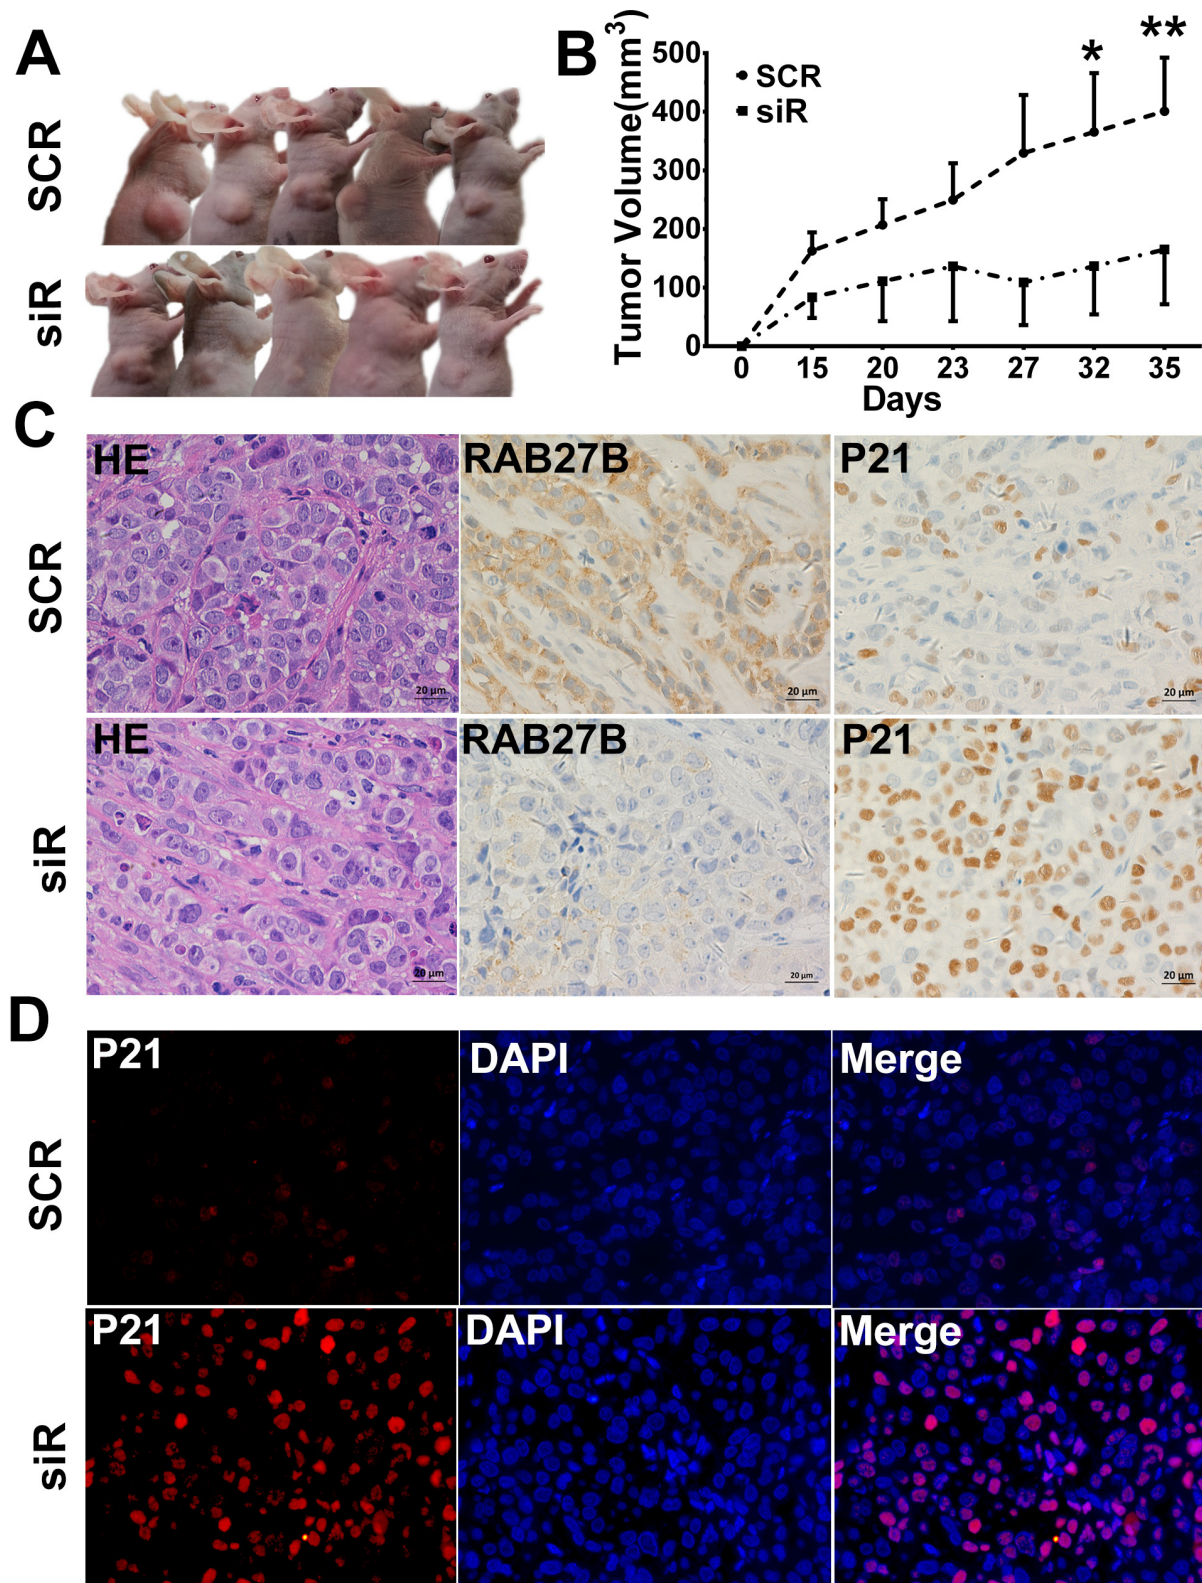 A
SCR
siR
B
Tumor Volume(mm³)
500
400
300
200
100
0
SCR
siR
*
**
0 15 20 23 27 32 35
Days
C
SCR
HE
20 µm
RAB27B
20 µm
P21
20 µm
siR
HE
20 µm
RAB27B
20 µm
P21
20 µm
D
SCR
P21
DAPI
Merge
siR
P21
DAPI
Merge